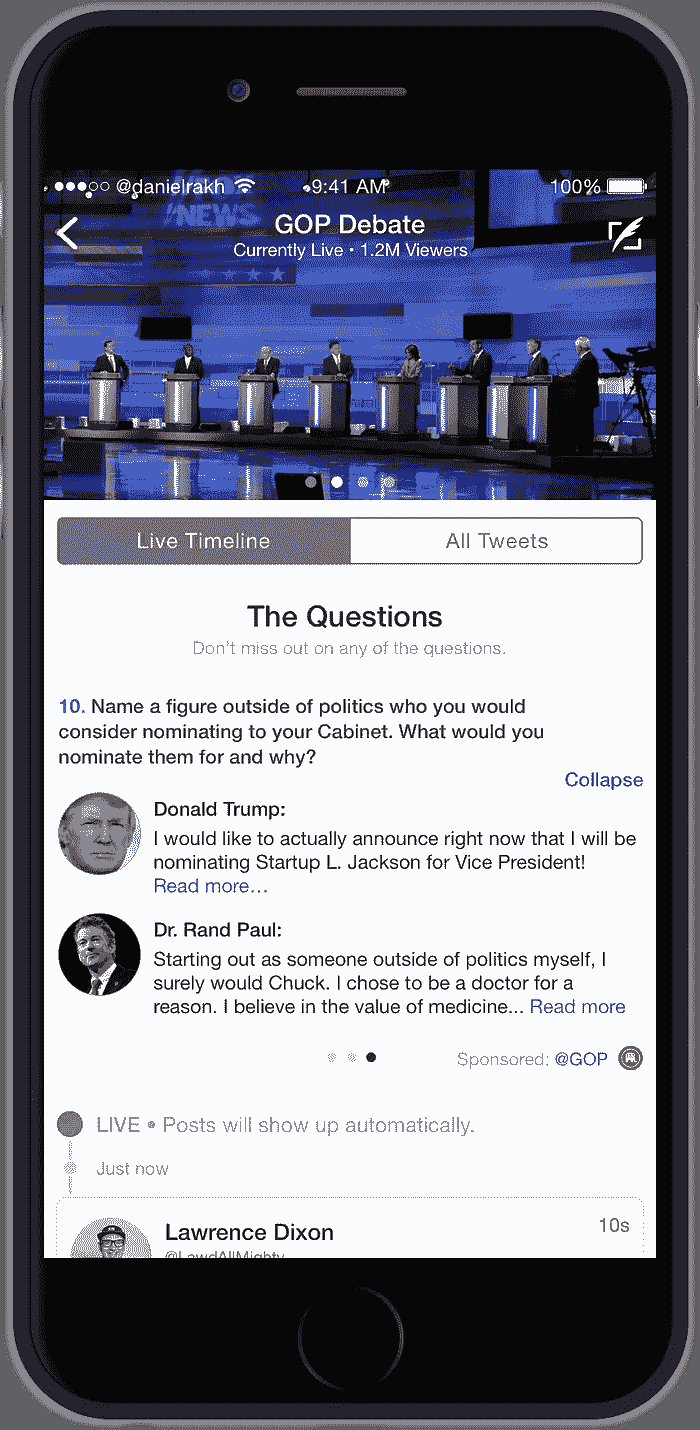 @danielrakh 9:41 AM 100%
NEWS
GOP Debate
Currently Live • 1.2M Viewers
Live Timeline All Tweets
The Questions
Don't miss out on any of the questions.
10. Name a figure outside of politics who you would
consider nominating to your Cabinet. What would you
nominate them for and why?
Collapse
Donald Trump:
I would like to actually announce right now that I will be
nominating Startup L. Jackson for Vice President!
Read more...
Dr. Rand Paul:
Starting out as someone outside of politics myself, I
surely would Chuck. I chose to be a doctor for a
reason. I believe in the value of medicine... Read more
Sponsored: @GOP
LIVE • Posts will show up automatically.
Just now
Lawrence Dixon 10s
@LawdAllMighty